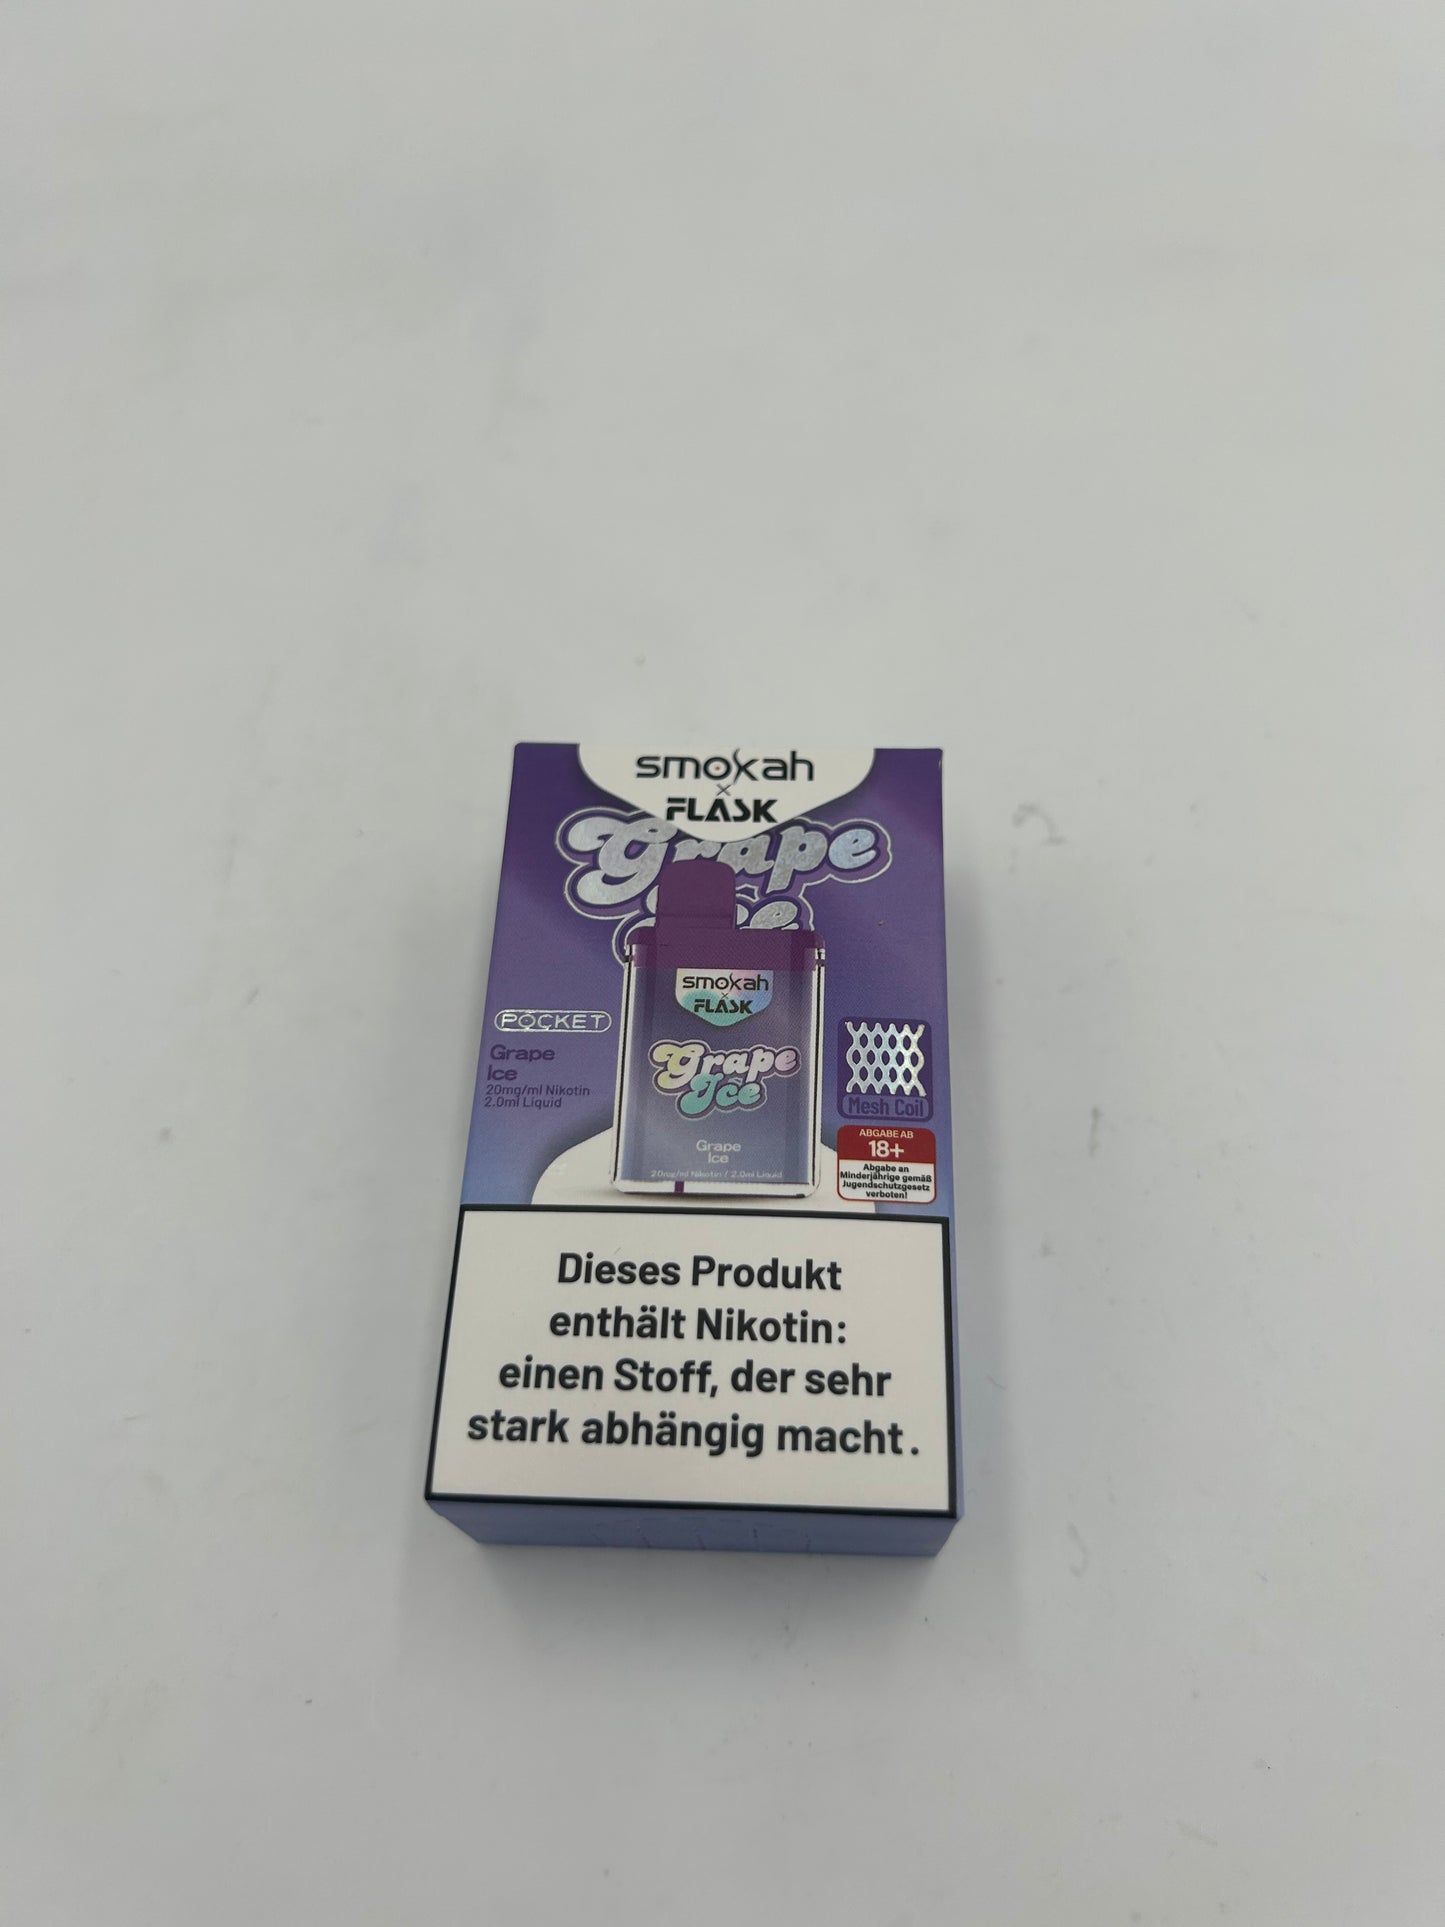 smokah
×
FLASK
Grape
Ice
smokah
×
FLASK
Grape
Ice
Grape
Ice
20mg/ml Nikotin / 2.0ml Liquid
POCKET
Grape
Ice
20mg/ml Nikotin
2.0ml Liquid
Mesh Coil
ABGABE AB
18+
Abgabe an
Minderjährige gemäß
Jugendschutzgesetz
verboten!
Dieses Produkt
enthält Nikotin:
einen Stoff, der sehr
stark abhängig macht.